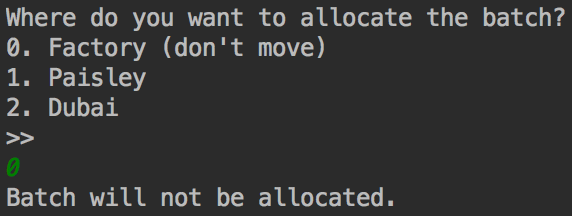 Where do you want to allocate the batch?
0. Factory (don't move)
1. Paisley
2. Dubai
>>
0
Batch will not be allocated.